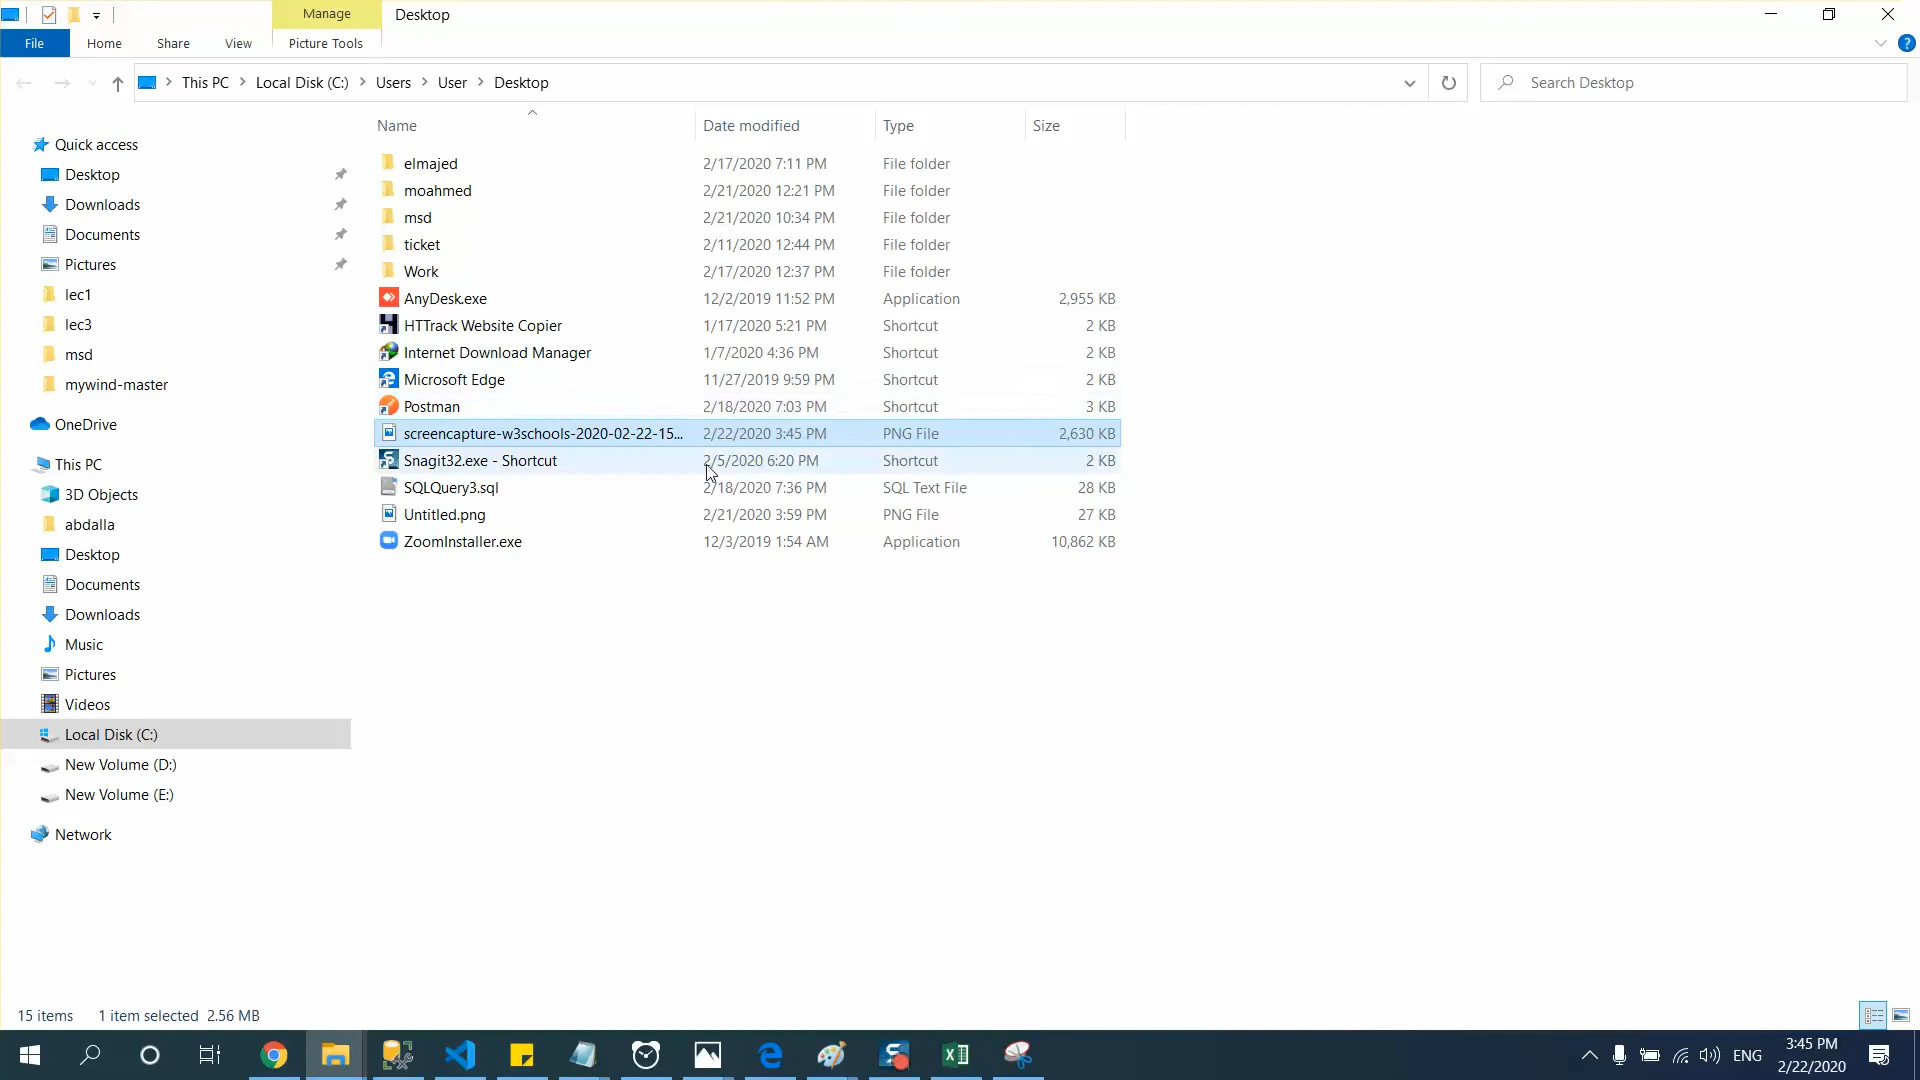 Manage
Desktop
File
Home
Share
View
Picture Tools
This PC > Local Disk (C:) > Users > User > Desktop
Search Desktop
Name Date modified Type Size
Quick access
Desktop
Downloads
Documents
Pictures
lec1
lec3
msd
mywind-master
OneDrive
This PC
3D Objects
abdalla
Desktop
Documents
Downloads
Music
Pictures
Videos
Local Disk (C:)
New Volume (D:)
New Volume (E:)
Network
elmajed 2/17/2020 7:11 PM File folder
moahmed 2/21/2020 12:21 PM File folder
msd 2/21/2020 10:34 PM File folder
ticket 2/11/2020 12:44 PM File folder
Work 2/17/2020 12:37 PM File folder
AnyDesk.exe 12/2/2019 11:52 PM Application 2,955 KB
HTTrack Website Copier 1/17/2020 5:21 PM Shortcut 2 KB
Internet Download Manager 1/7/2020 4:36 PM Shortcut 2 KB
Microsoft Edge 11/27/2019 9:59 PM Shortcut 2 KB
Postman 2/18/2020 7:03 PM Shortcut 3 KB
screencapture-w3schools-2020-02-22-15... 2/22/2020 3:45 PM PNG File 2,630 KB
Snagit32.exe - Shortcut 2/5/2020 6:20 PM Shortcut 2 KB
SQLQuery3.sql 2/18/2020 7:36 PM SQL Text File 28 KB
Untitled.png 2/21/2020 3:59 PM PNG File 27 KB
ZoomInstaller.exe 12/3/2019 1:54 AM Application 10,862 KB
15 items 1 item selected 2.56 MB
ENG
3:45 PM
2/22/2020